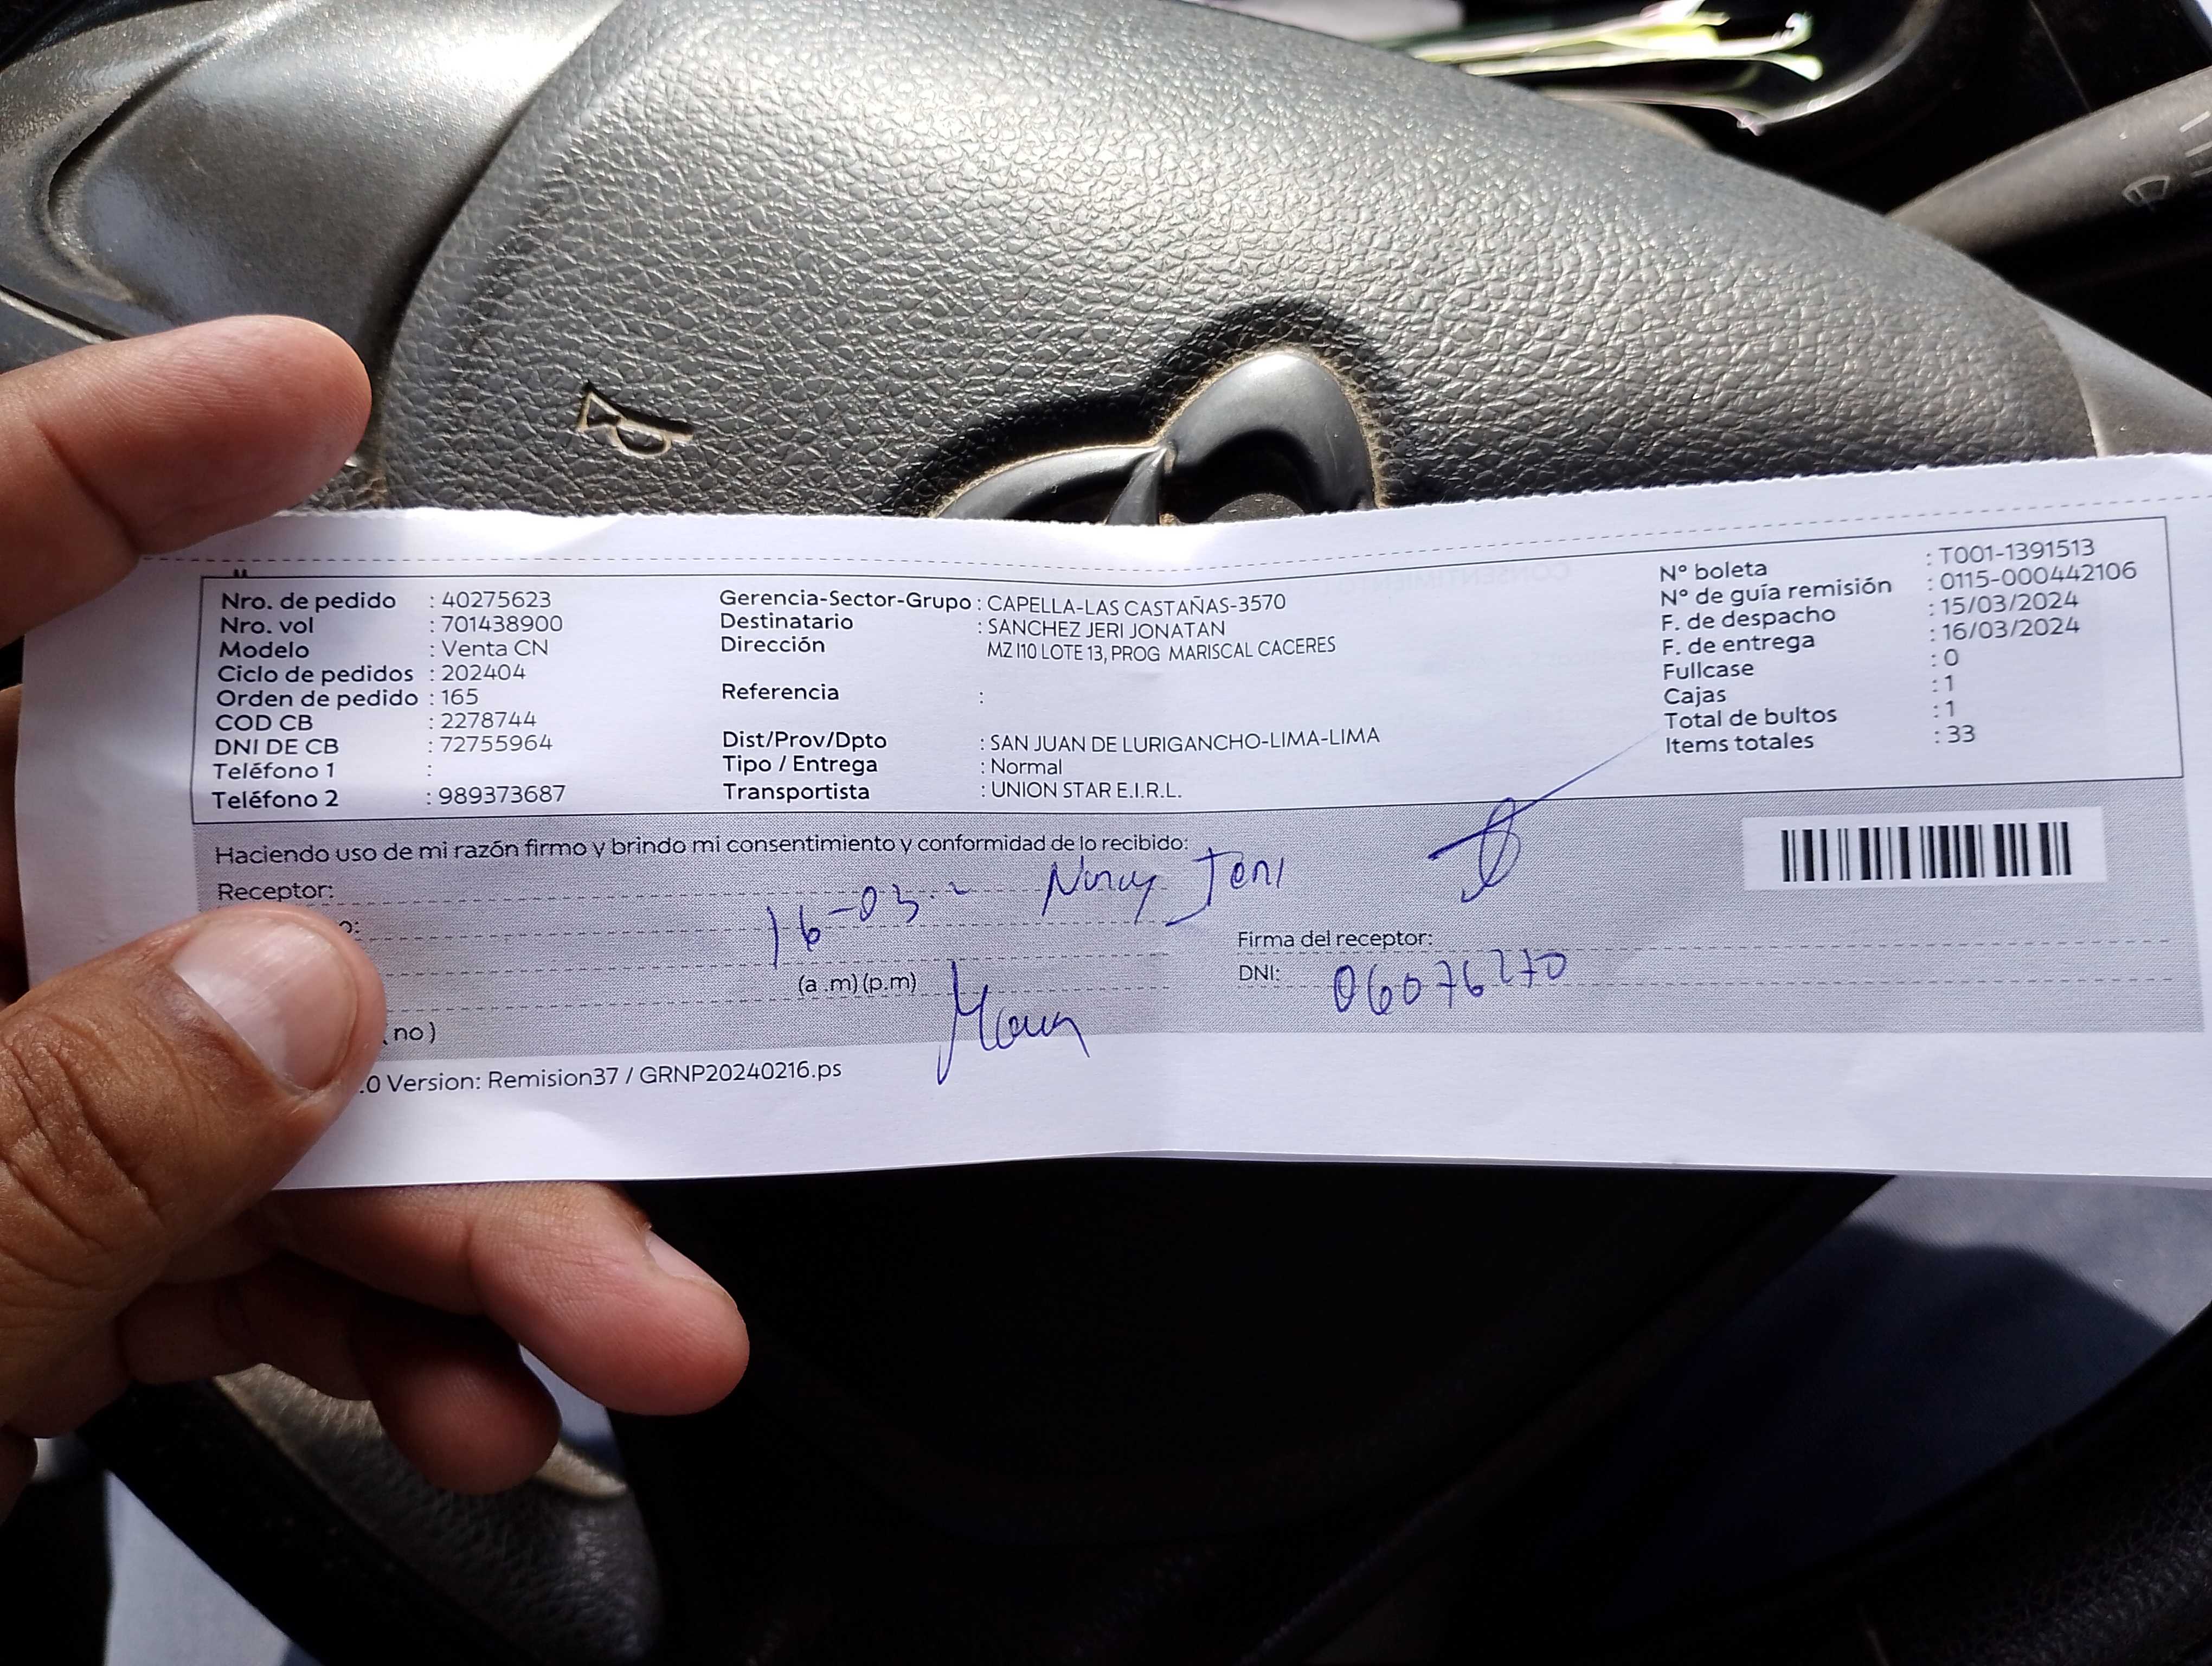 Nro. de pedido : 40275623
Nro. vol : 701438900
Modelo : Venta CN
Ciclo de pedidos : 202404
Orden de pedido : 165
COD CB : 2278744
DNI DE CB : 72755964
Teléfono 1 :
Teléfono 2 : 989373687
Gerencia-Sector-Grupo : CAPELLA-LAS CASTAÑAS-3570
Destinatario : SANCHEZ JERI JONATAN
Dirección MZ I10 LOTE 13, PROG MARISCAL CACERES
Referencia :
Dist/Prov/Dpto : SAN JUAN DE LURIGANCHO-LIMA-LIMA
Tipo / Entrega : Normal
Transportista : UNION STAR E.I.R.L.
N° boleta : T001-1391513
N° de guía remisión : 0115-000442106
F. de despacho : 15/03/2024
F. de entrega : 16/03/2024
Fullcase : 0
Cajas : 1
Total de bultos : 1
Items totales : 33
Haciendo uso de mi razón firmo y brindo mi consentimiento y conformidad de lo recibido:
Receptor:
16-03 Jeri
o:
Firma del receptor:
(a .m) (p.m)
DNI: 06076270
(no)
.0 Version: Remision37 / GRNP20240216.ps